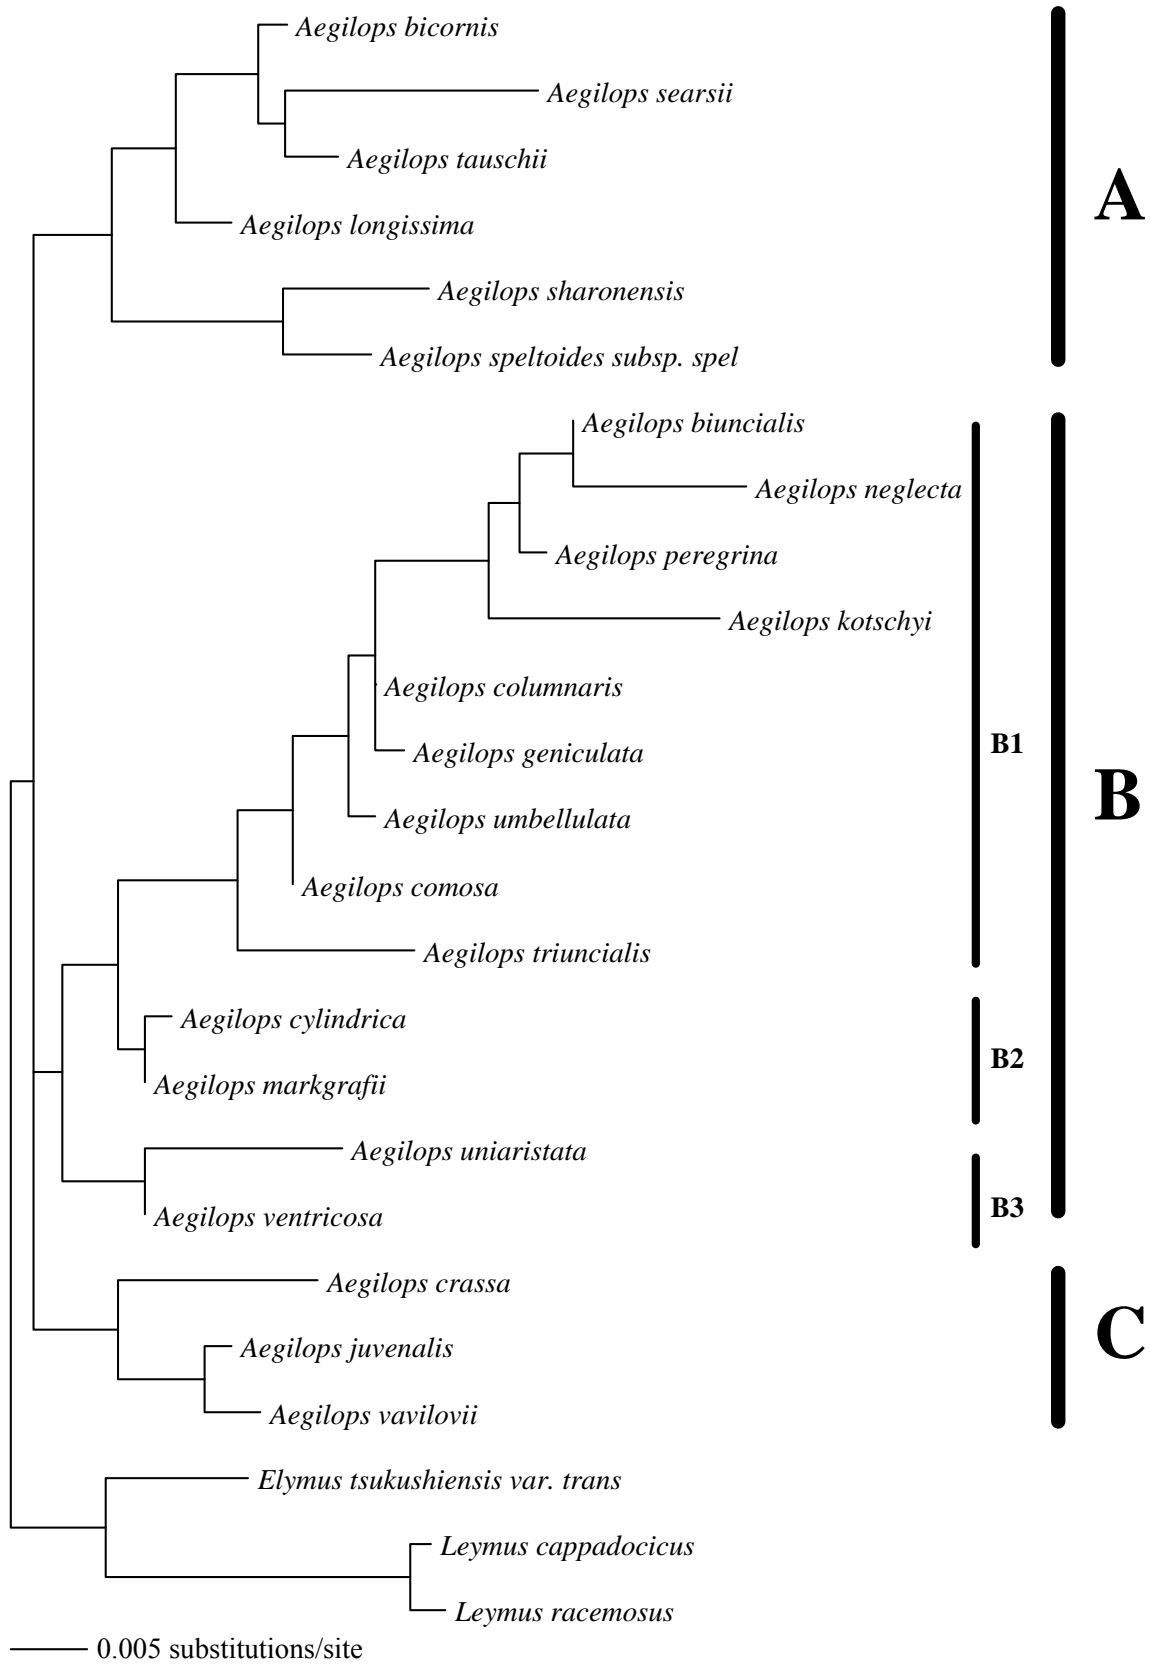 Aegilops bicornis
Aegilops searsii
Aegilops tauschii
A
Aegilops longissima
Aegilops sharonensis
Aegilops speltoides subsp. spel
Aegilops biuncialis
Aegilops neglecta
Aegilops peregrina
Aegilops kotschyi
Aegilops columnaris
Aegilops geniculata
B1
B
Aegilops umbellulata
Aegilops comosa
Aegilops triuncialis
Aegilops cylindrica
B2
Aegilops markgrafii
Aegilops uniaristata
B3
Aegilops ventricosa
Aegilops crassa
C
Aegilops juvenalis
Aegilops vavilovii
Elymus tsukushiensis var. trans
Leymus cappadocicus
Leymus racemosus
0.005 substitutions/site